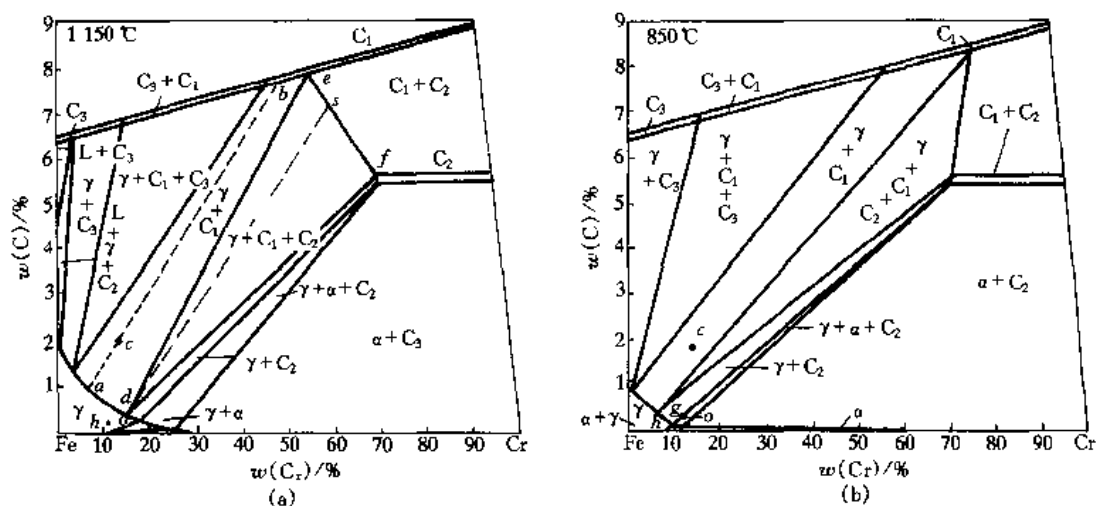 1 150 ℃
C₁
C₃ + C₁
C₃
e
b
s
C₁ + C₂
L + C₃
γ + C₃
L + γ + C₂
γ + C₁ + C₃
γ + C₁
γ + C₁ + C₂
f
C₂
γ + α + C₂
α + C₃
c
a
d
γ + C₂
γ
h
γ + α
w(C)/%
9
8
7
6
5
4
3
2
1
Fe 10 20 30 40 50 60 70 80 90 Cr
w(Cr)/%
(a)
850 ℃
C₁
C₃ + C₁
C₃
γ + C₃
γ + C₁ + C₃
γ + C₁
C₂ + C₁ + γ
C₁ + C₂
α + C₂
c
γ + α + C₂
γ + C₂
g
o
h
γ
α + γ
α
w(C)/%
9
8
7
6
5
4
3
2
1
Fe 10 20 30 40 50 60 70 80 90 Cr
w(Cr)/%
(b)